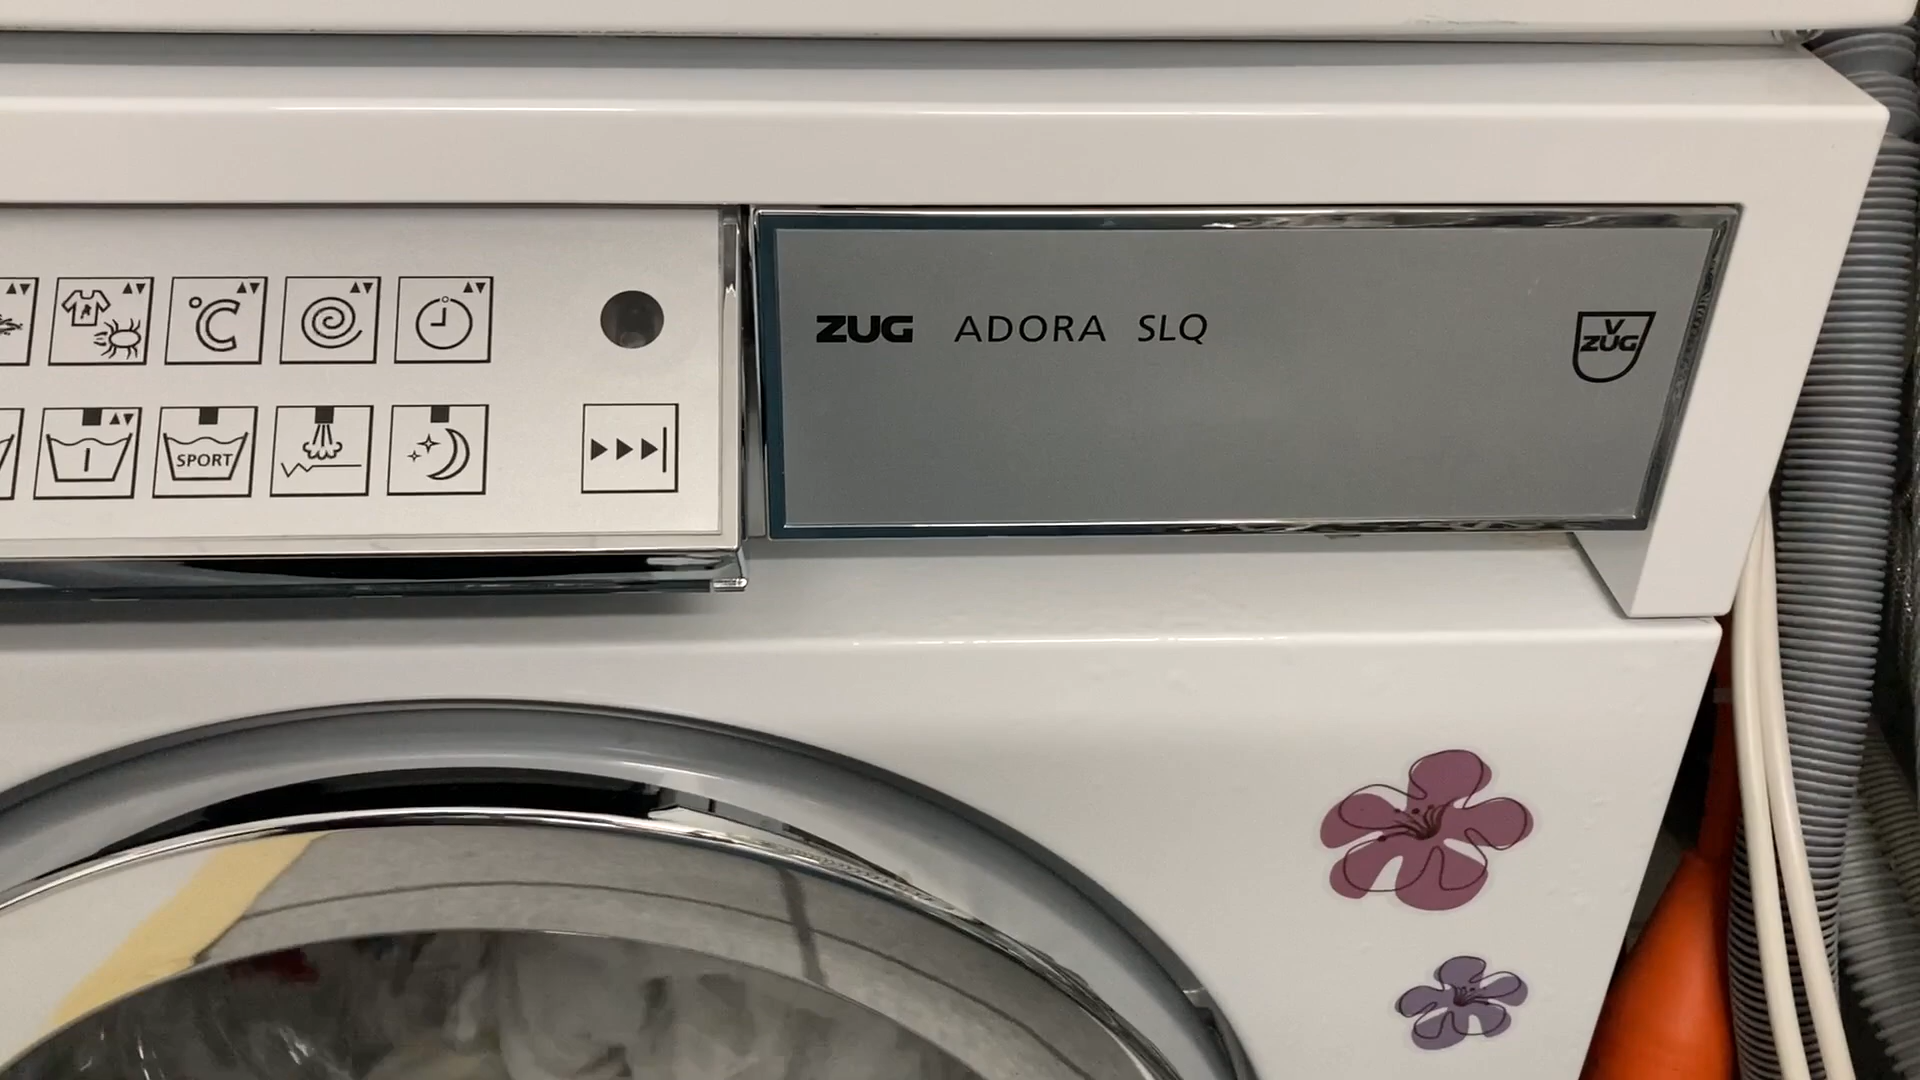 ZUG ADORA SLQ
V
ZUG
°C
I
SPORT